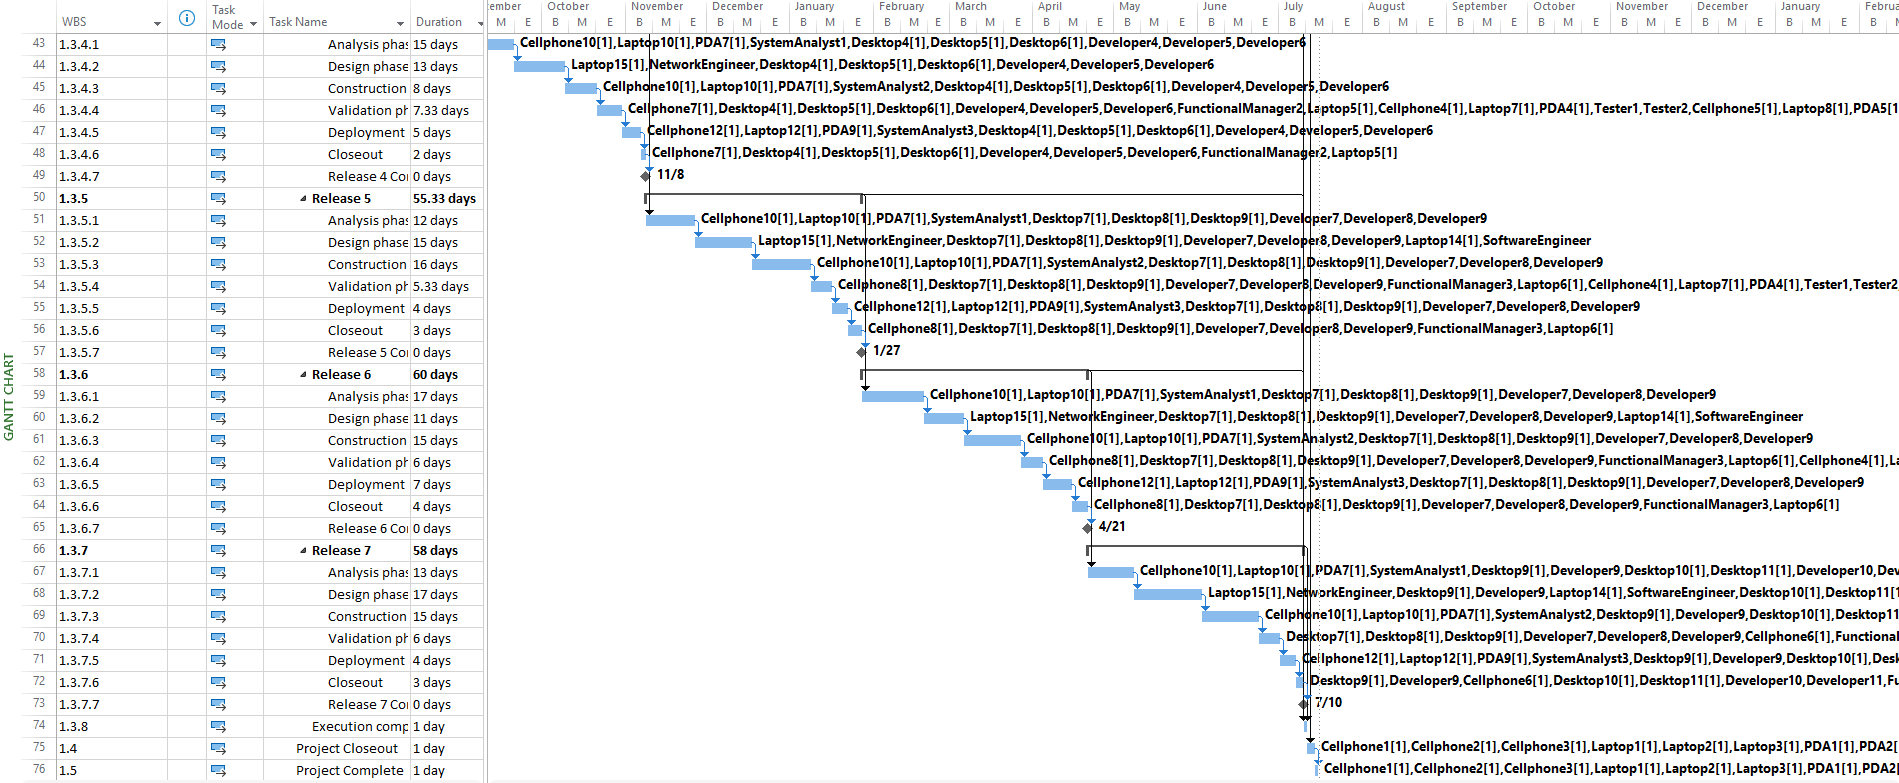 WBS Task Mode Task Name Duration
ember October November December January February March April May June July August September October November December January Februa
M E B M E B M E B M E B M E B M E B M E B M E B M E B M E B M E B M E B M E B M E B M E B M E B M E B
43 1.3.4.1 Analysis phas 15 days Cellphone10[1],Laptop10[1],PDA7[1],SystemAnalyst1,Desktop4[1],Desktop5[1],Desktop6[1],Developer4,Developer5,Developer6
44 1.3.4.2 Design phase 13 days Laptop15[1],NetworkEngineer,Desktop4[1],Desktop5[1],Desktop6[1],Developer4,Developer5,Developer6
45 1.3.4.3 Construction 8 days Cellphone10[1],Laptop10[1],PDA7[1],SystemAnalyst2,Desktop4[1],Desktop5[1],Desktop6[1],Developer4,Developer5,Developer6
46 1.3.4.4 Validation ph 7.33 days Cellphone7[1],Desktop4[1],Desktop5[1],Desktop6[1],Developer4,Developer5,Developer6,FunctionalManager2,Laptop5[1],Cellphone4[1],Laptop7[1],PDA4[1],Tester1,Tester2,Cellphone5[1],Laptop8[1],PDA5[1
47 1.3.4.5 Deployment 5 days Cellphone12[1],Laptop12[1],PDA9[1],SystemAnalyst3,Desktop4[1],Desktop5[1],Desktop6[1],Developer4,Developer5,Developer6
48 1.3.4.6 Closeout 2 days Cellphone7[1],Desktop4[1],Desktop5[1],Desktop6[1],Developer4,Developer5,Developer6,FunctionalManager2,Laptop5[1]
49 1.3.4.7 Release 4 Cor 0 days 11/8
50 1.3.5 Release 5 55.33 days
51 1.3.5.1 Analysis phas 12 days Cellphone10[1],Laptop10[1],PDA7[1],SystemAnalyst1,Desktop7[1],Desktop8[1],Desktop9[1],Developer7,Developer8,Developer9
52 1.3.5.2 Design phase 15 days Laptop15[1],NetworkEngineer,Desktop7[1],Desktop8[1],Desktop9[1],Developer7,Developer8,Developer9,Laptop14[1],SoftwareEngineer
53 1.3.5.3 Construction 16 days Cellphone10[1],Laptop10[1],PDA7[1],SystemAnalyst2,Desktop7[1],Desktop8[1],Desktop9[1],Developer7,Developer8,Developer9
54 1.3.5.4 Validation ph 5.33 days Cellphone8[1],Desktop7[1],Desktop8[1],Desktop9[1],Developer7,Developer8,Developer9,FunctionalManager3,Laptop6[1],Cellphone4[1],Laptop7[1],PDA4[1],Tester1,Tester2,
55 1.3.5.5 Deployment 4 days Cellphone12[1],Laptop12[1],PDA9[1],SystemAnalyst3,Desktop7[1],Desktop8[1],Desktop9[1],Developer7,Developer8,Developer9
56 1.3.5.6 Closeout 3 days Cellphone8[1],Desktop7[1],Desktop8[1],Desktop9[1],Developer7,Developer8,Developer9,FunctionalManager3,Laptop6[1]
57 1.3.5.7 Release 5 Cor 0 days 1/27
58 1.3.6 Release 6 60 days
59 1.3.6.1 Analysis phas 17 days Cellphone10[1],Laptop10[1],PDA7[1],SystemAnalyst1,Desktop7[1],Desktop8[1],Desktop9[1],Developer7,Developer8,Developer9
60 1.3.6.2 Design phase 11 days Laptop15[1],NetworkEngineer,Desktop7[1],Desktop8[1],Desktop9[1],Developer7,Developer8,Developer9,Laptop14[1],SoftwareEngineer
61 1.3.6.3 Construction 15 days Cellphone10[1],Laptop10[1],PDA7[1],SystemAnalyst2,Desktop7[1],Desktop8[1],Desktop9[1],Developer7,Developer8,Developer9
62 1.3.6.4 Validation ph 6 days Cellphone8[1],Desktop7[1],Desktop8[1],Desktop9[1],Developer7,Developer8,Developer9,FunctionalManager3,Laptop6[1],Cellphone4[1],La
63 1.3.6.5 Deployment 7 days Cellphone12[1],Laptop12[1],PDA9[1],SystemAnalyst3,Desktop7[1],Desktop8[1],Desktop9[1],Developer7,Developer8,Developer9
64 1.3.6.6 Closeout 4 days Cellphone8[1],Desktop7[1],Desktop8[1],Desktop9[1],Developer7,Developer8,Developer9,FunctionalManager3,Laptop6[1]
65 1.3.6.7 Release 6 Cor 0 days 4/21
66 1.3.7 Release 7 58 days
67 1.3.7.1 Analysis phas 13 days Cellphone10[1],Laptop10[1],PDA7[1],SystemAnalyst1,Desktop9[1],Developer9,Desktop10[1],Desktop11[1],Developer10,Dev
68 1.3.7.2 Design phase 17 days Laptop15[1],NetworkEngineer,Desktop9[1],Developer9,Laptop14[1],SoftwareEngineer,Desktop10[1],Desktop11[1
69 1.3.7.3 Construction 15 days Cellphone10[1],Laptop10[1],PDA7[1],SystemAnalyst2,Desktop9[1],Developer9,Desktop10[1],Desktop11
70 1.3.7.4 Validation ph 6 days Desktop7[1],Desktop8[1],Desktop9[1],Developer7,Developer8,Developer9,Cellphone6[1],Functional
71 1.3.7.5 Deployment 4 days Cellphone12[1],Laptop12[1],PDA9[1],SystemAnalyst3,Desktop9[1],Developer9,Desktop10[1],Desk
72 1.3.7.6 Closeout 3 days Desktop9[1],Developer9,Cellphone6[1],Desktop10[1],Desktop11[1],Developer10,Developer11,Fu
73 1.3.7.7 Release 7 Cor 0 days 7/10
74 1.3.8 Execution comp 1 day
75 1.4 Project Closeout 1 day Cellphone1[1],Cellphone2[1],Cellphone3[1],Laptop1[1],Laptop2[1],Laptop3[1],PDA1[1],PDA2[
76 1.5 Project Complete 1 day Cellphone1[1],Cellphone2[1],Cellphone3[1],Laptop1[1],Laptop2[1],Laptop3[1],PDA1[1],PDA2[
GANTT CHART